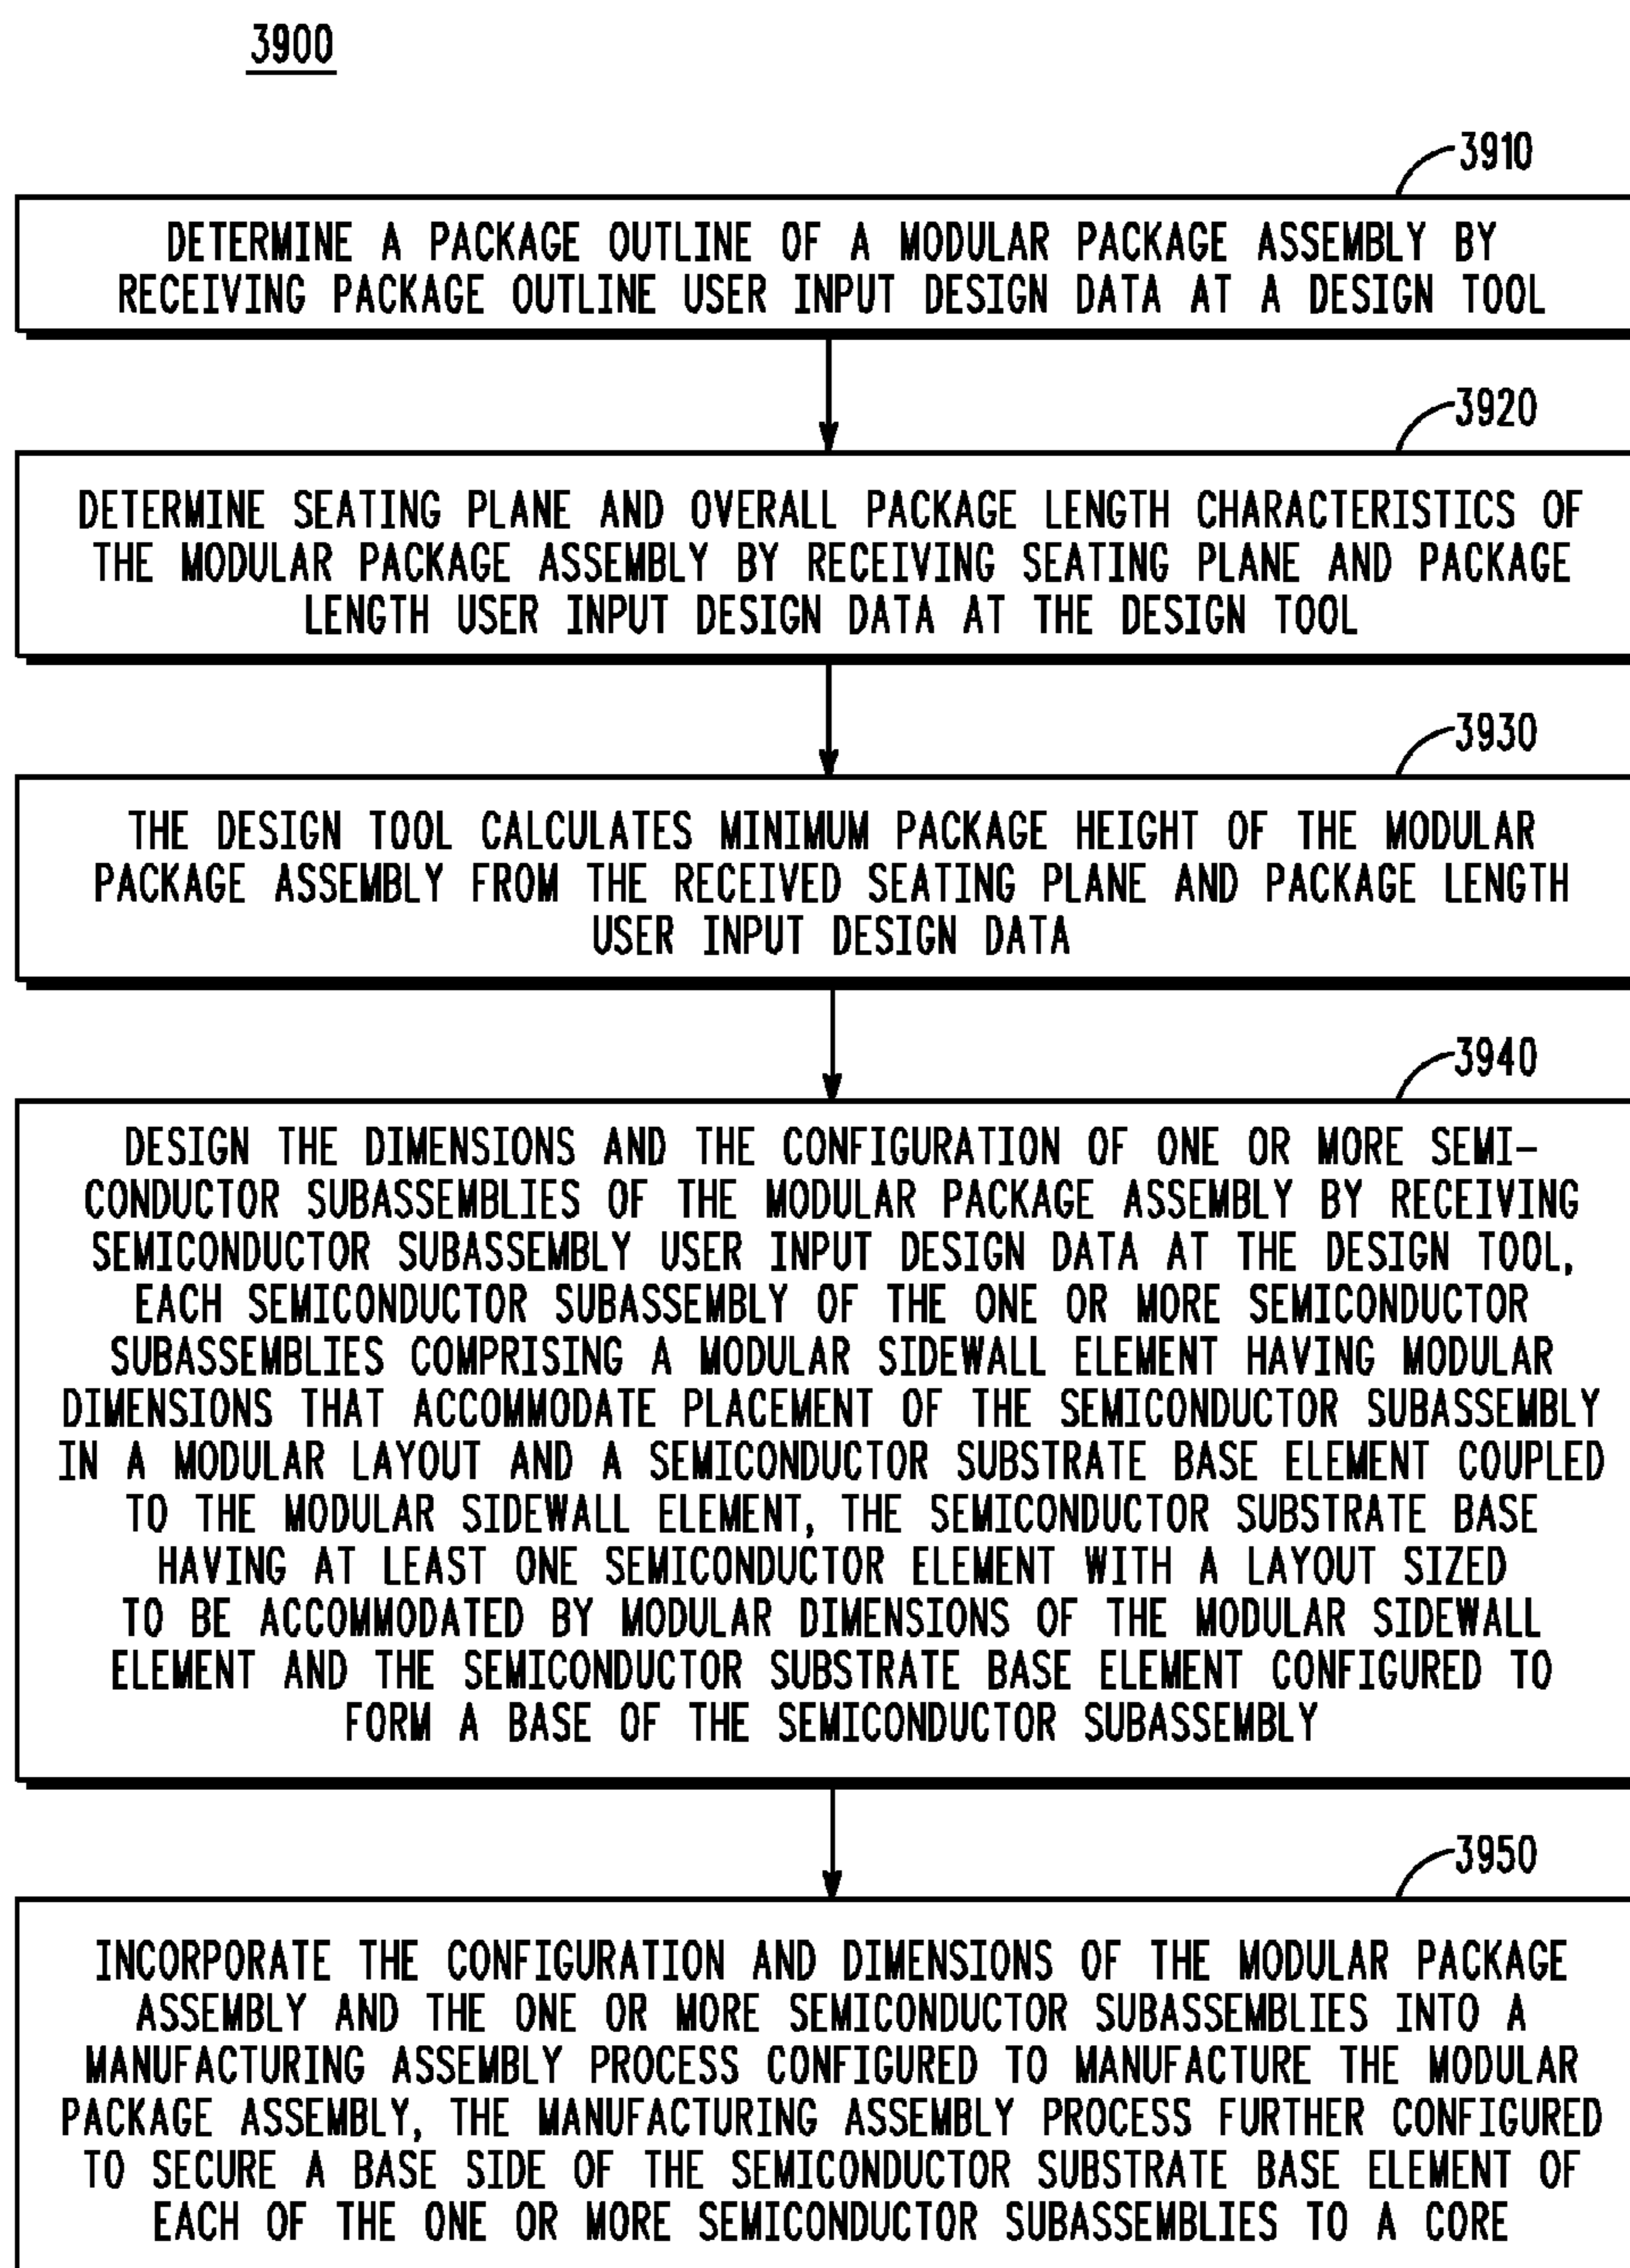 3900
3910
DETERMINE A PACKAGE OUTLINE OF A MODULAR PACKAGE ASSEMBLY BY
RECEIVING PACKAGE OUTLINE USER INPUT DESIGN DATA AT A DESIGN TOOL
3920
DETERMINE SEATING PLANE AND OVERALL PACKAGE LENGTH CHARACTERISTICS OF
THE MODULAR PACKAGE ASSEMBLY BY RECEIVING SEATING PLANE AND PACKAGE
LENGTH USER INPUT DESIGN DATA AT THE DESIGN TOOL
3930
THE DESIGN TOOL CALCULATES MINIMUM PACKAGE HEIGHT OF THE MODULAR
PACKAGE ASSEMBLY FROM THE RECEIVED SEATING PLANE AND PACKAGE LENGTH
USER INPUT DESIGN DATA
3940
DESIGN THE DIMENSIONS AND THE CONFIGURATION OF ONE OR MORE SEMI-
CONDUCTOR SUBASSEMBLIES OF THE MODULAR PACKAGE ASSEMBLY BY RECEIVING
SEMICONDUCTOR SUBASSEMBLY USER INPUT DESIGN DATA AT THE DESIGN TOOL,
EACH SEMICONDUCTOR SUBASSEMBLY OF THE ONE OR MORE SEMICONDUCTOR
SUBASSEMBLIES COMPRISING A MODULAR SIDEWALL ELEMENT HAVING MODULAR
DIMENSIONS THAT ACCOMMODATE PLACEMENT OF THE SEMICONDUCTOR SUBASSEMBLY
IN A MODULAR LAYOUT AND A SEMICONDUCTOR SUBSTRATE BASE ELEMENT COUPLED
TO THE MODULAR SIDEWALL ELEMENT, THE SEMICONDUCTOR SUBSTRATE BASE
HAVING AT LEAST ONE SEMICONDUCTOR ELEMENT WITH A LAYOUT SIZED
TO BE ACCOMMODATED BY MODULAR DIMENSIONS OF THE MODULAR SIDEWALL
ELEMENT AND THE SEMICONDUCTOR SUBSTRATE BASE ELEMENT CONFIGURED TO
FORM A BASE OF THE SEMICONDUCTOR SUBASSEMBLY
3950
INCORPORATE THE CONFIGURATION AND DIMENSIONS OF THE MODULAR PACKAGE
ASSEMBLY AND THE ONE OR MORE SEMICONDUCTOR SUBASSEMBLIES INTO A
MANUFACTURING ASSEMBLY PROCESS CONFIGURED TO MANUFACTURE THE MODULAR
PACKAGE ASSEMBLY, THE MANUFACTURING ASSEMBLY PROCESS FURTHER CONFIGURED
TO SECURE A BASE SIDE OF THE SEMICONDUCTOR SUBSTRATE BASE ELEMENT OF
EACH OF THE ONE OR MORE SEMICONDUCTOR SUBASSEMBLIES TO A CORE